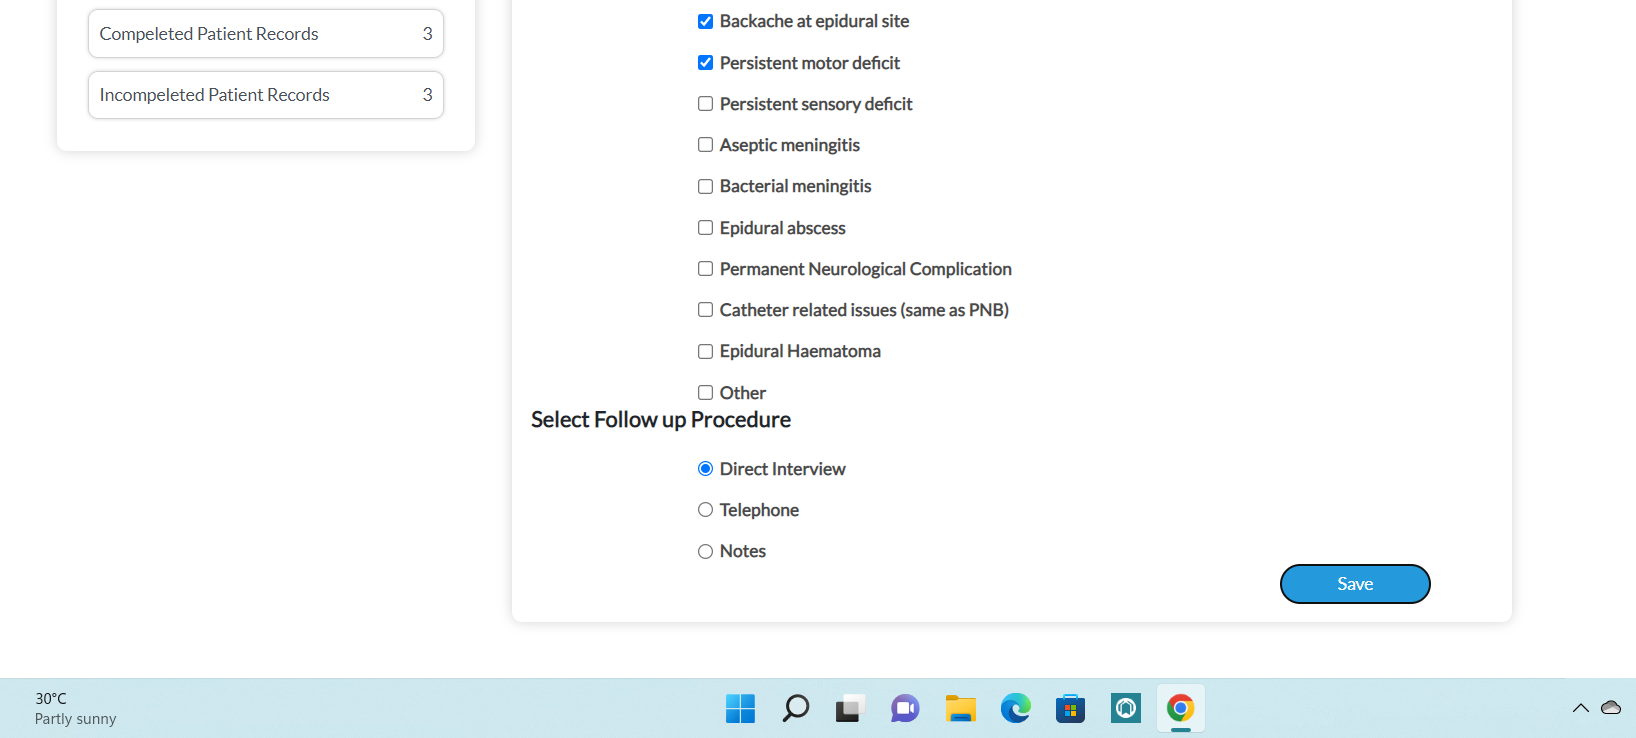 Compeleted Patient Records 3
Incompeleted Patient Records 3
Backache at epidural site
Persistent motor deficit
Persistent sensory deficit
Aseptic meningitis
Bacterial meningitis
Epidural abscess
Permanent Neurological Complication
Catheter related issues (same as PNB)
Epidural Haematoma
Other
Select Follow up Procedure
Direct Interview
Telephone
Notes
Save
30°C
Partly sunny